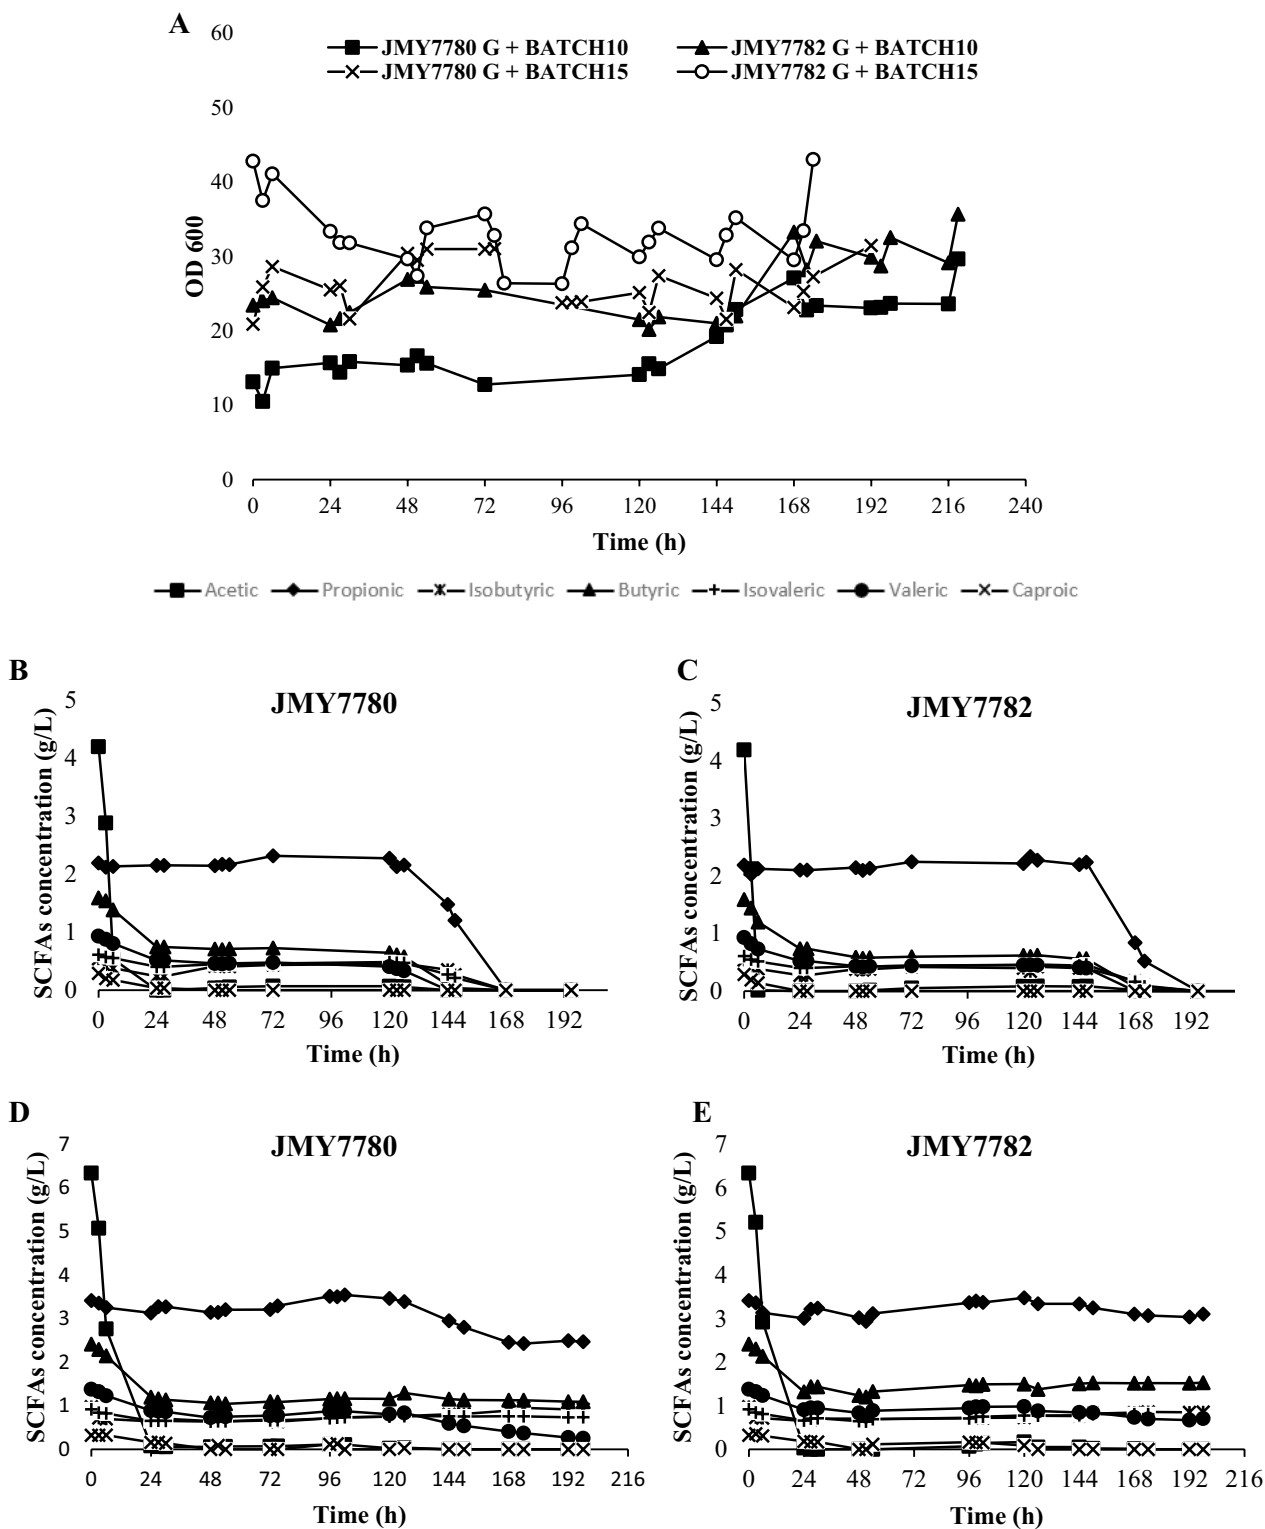 A
60
JMY7780 G + BATCH10 JMY7782 G + BATCH10
JMY7780 G + BATCH15 JMY7782 G + BATCH15
50
40
30
20
10
0
OD 600
0 24 48 72 96 120 144 168 192 216 240
Time (h)
Acetic Propionic Isobutyric Butyric Isovaleric Valeric Caproic
B
JMY7780
SCFAs concentration (g/L)
5
4
3
2
1
0
0 24 48 72 96 120 144 168 192
Time (h)
C
JMY7782
SCFAs concentration (g/L)
5
4
3
2
1
0
0 24 48 72 96 120 144 168 192
Time (h)
D
JMY7780
SCFAs concentration (g/L)
7
6
5
4
3
2
1
0
0 24 48 72 96 120 144 168 192 216
Time (h)
E
JMY7782
SCFAs concentration (g/L)
7
6
5
4
3
2
1
0
0 24 48 72 96 120 144 168 192 216
Time (h)